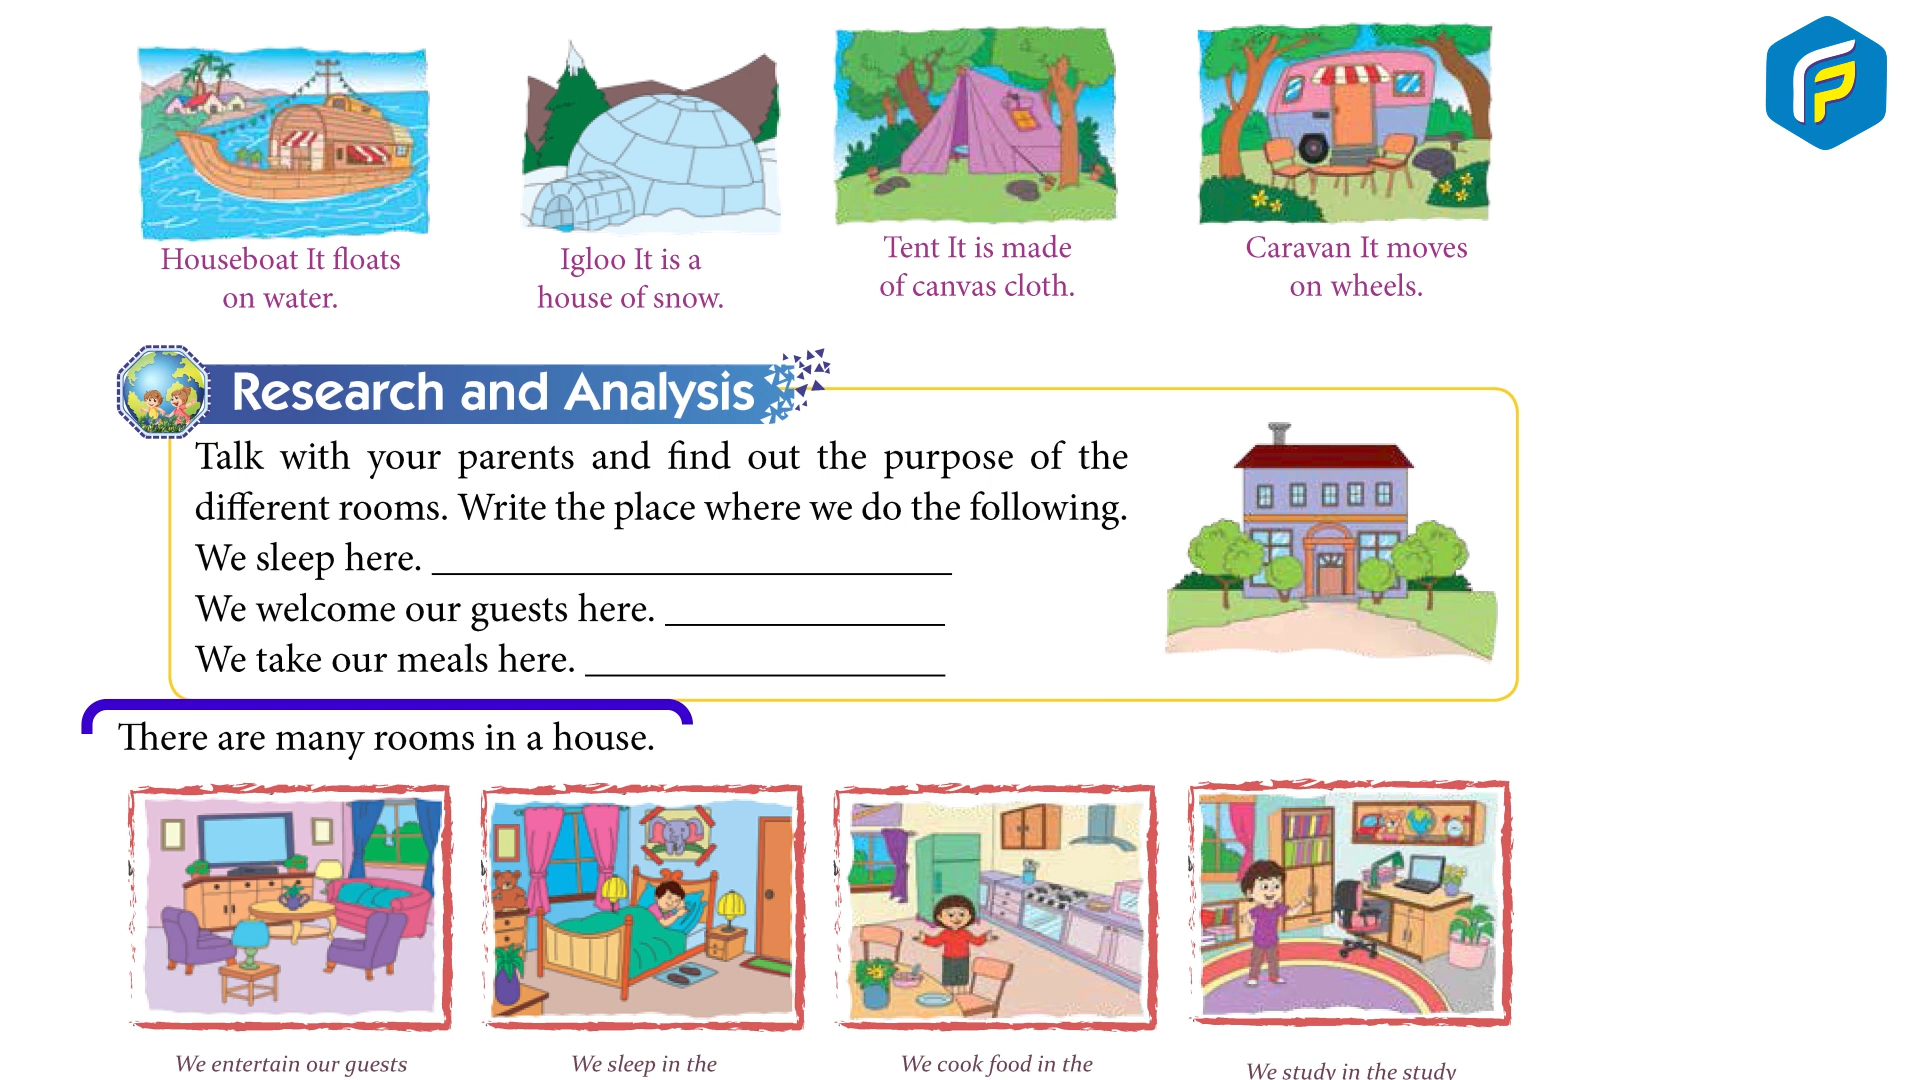 Houseboat It floats
on water.
Igloo It is a
house of snow.
Tent It is made
of canvas cloth.
Caravan It moves
on wheels.
Research and Analysis
Talk with your parents and find out the purpose of the
different rooms. Write the place where we do the following.
We sleep here.
We welcome our guests here.
We take our meals here.
There are many rooms in a house.
We entertain our guests
We sleep in the
We cook food in the
We study in the study